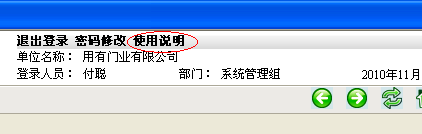 退出登录 密码修改 使用说明
单位名称： 用有门业有限公司
登录人员： 付聪 部门： 系统管理组 2010年11月